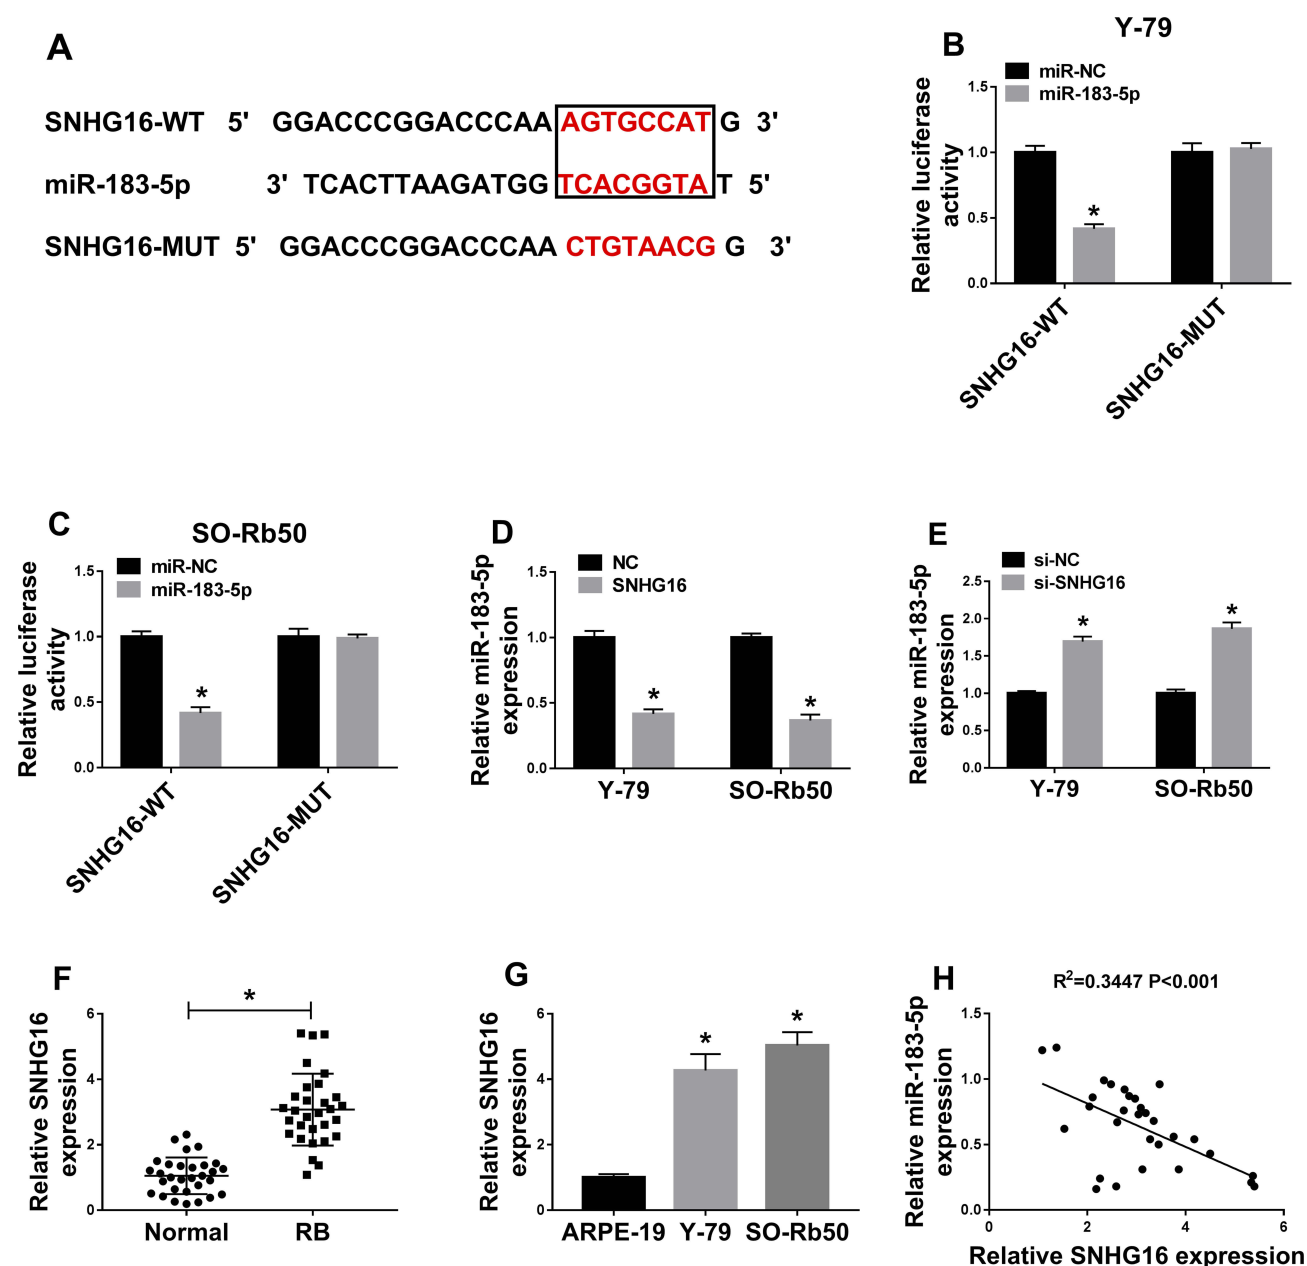 A
SNHG16-WT 5' GGACCCGGACCCAA AGTGCCAT G 3'
miR-183-5p 3' TCACTTAAGATGG TCACGGTA T 5'
SNHG16-MUT 5' GGACCCGGACCCAA CTGTAACG G 3'
B
Y-79
miR-NC
miR-183-5p
Relative luciferase
activity
1.5
1.0
0.5
0.0
SNHG16-WT
SNHG16-MUT
*
C
SO-Rb50
miR-NC
miR-183-5p
Relative luciferase
activity
1.5
1.0
0.5
0.0
*
SNHG16-WT
SNHG16-MUT
D
NC
SNHG16
Relative miR-183-5p
expression
1.5
1.0
0.5
0.0
*
*
Y-79
SO-Rb50
E
si-NC
si-SNHG16
Relative miR-183-5p
expression
2.5
2.0
1.5
1.0
0.5
0.0
*
*
Y-79
SO-Rb50
F
Relative SNHG16
expression
6
4
2
0
*
Normal
RB
G
Relative SNHG16
expression
6
4
2
0
*
*
ARPE-19
Y-79
SO-Rb50
H
R²=0.3447 P<0.001
Relative miR-183-5p
expression
1.5
1.0
0.5
0.0
0
2
4
6
Relative SNHG16 expression